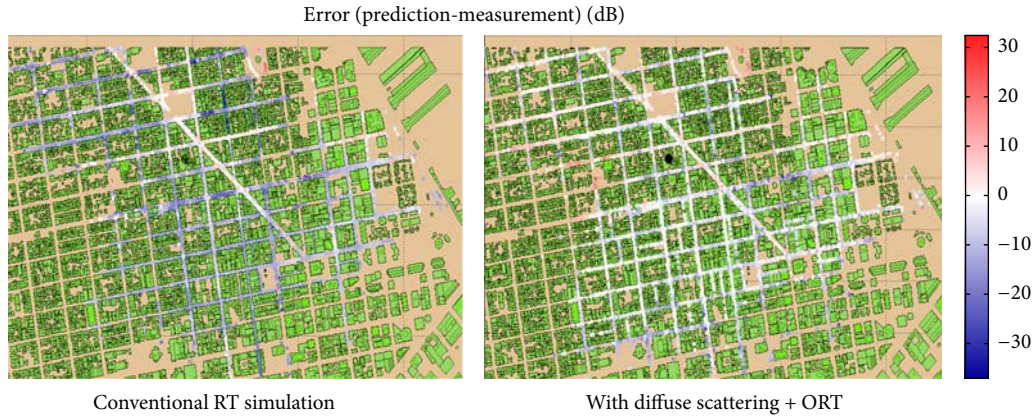 Error (prediction-measurement) (dB)
30
20
10
0
−10
−20
−30
Conventional RT simulation
With diffuse scattering + ORT